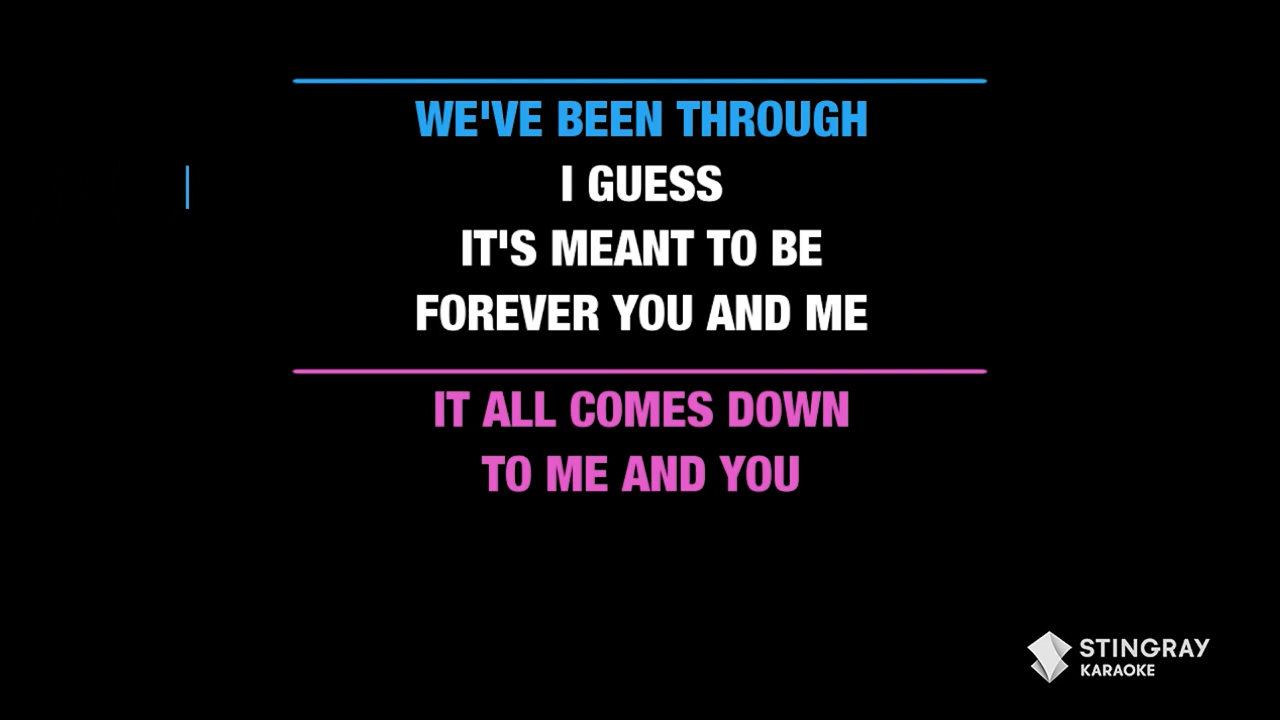 WE'VE BEEN THROUGH
I GUESS
IT'S MEANT TO BE
FOREVER YOU AND ME
IT ALL COMES DOWN
TO ME AND YOU
STINGRAY
KARAOKE